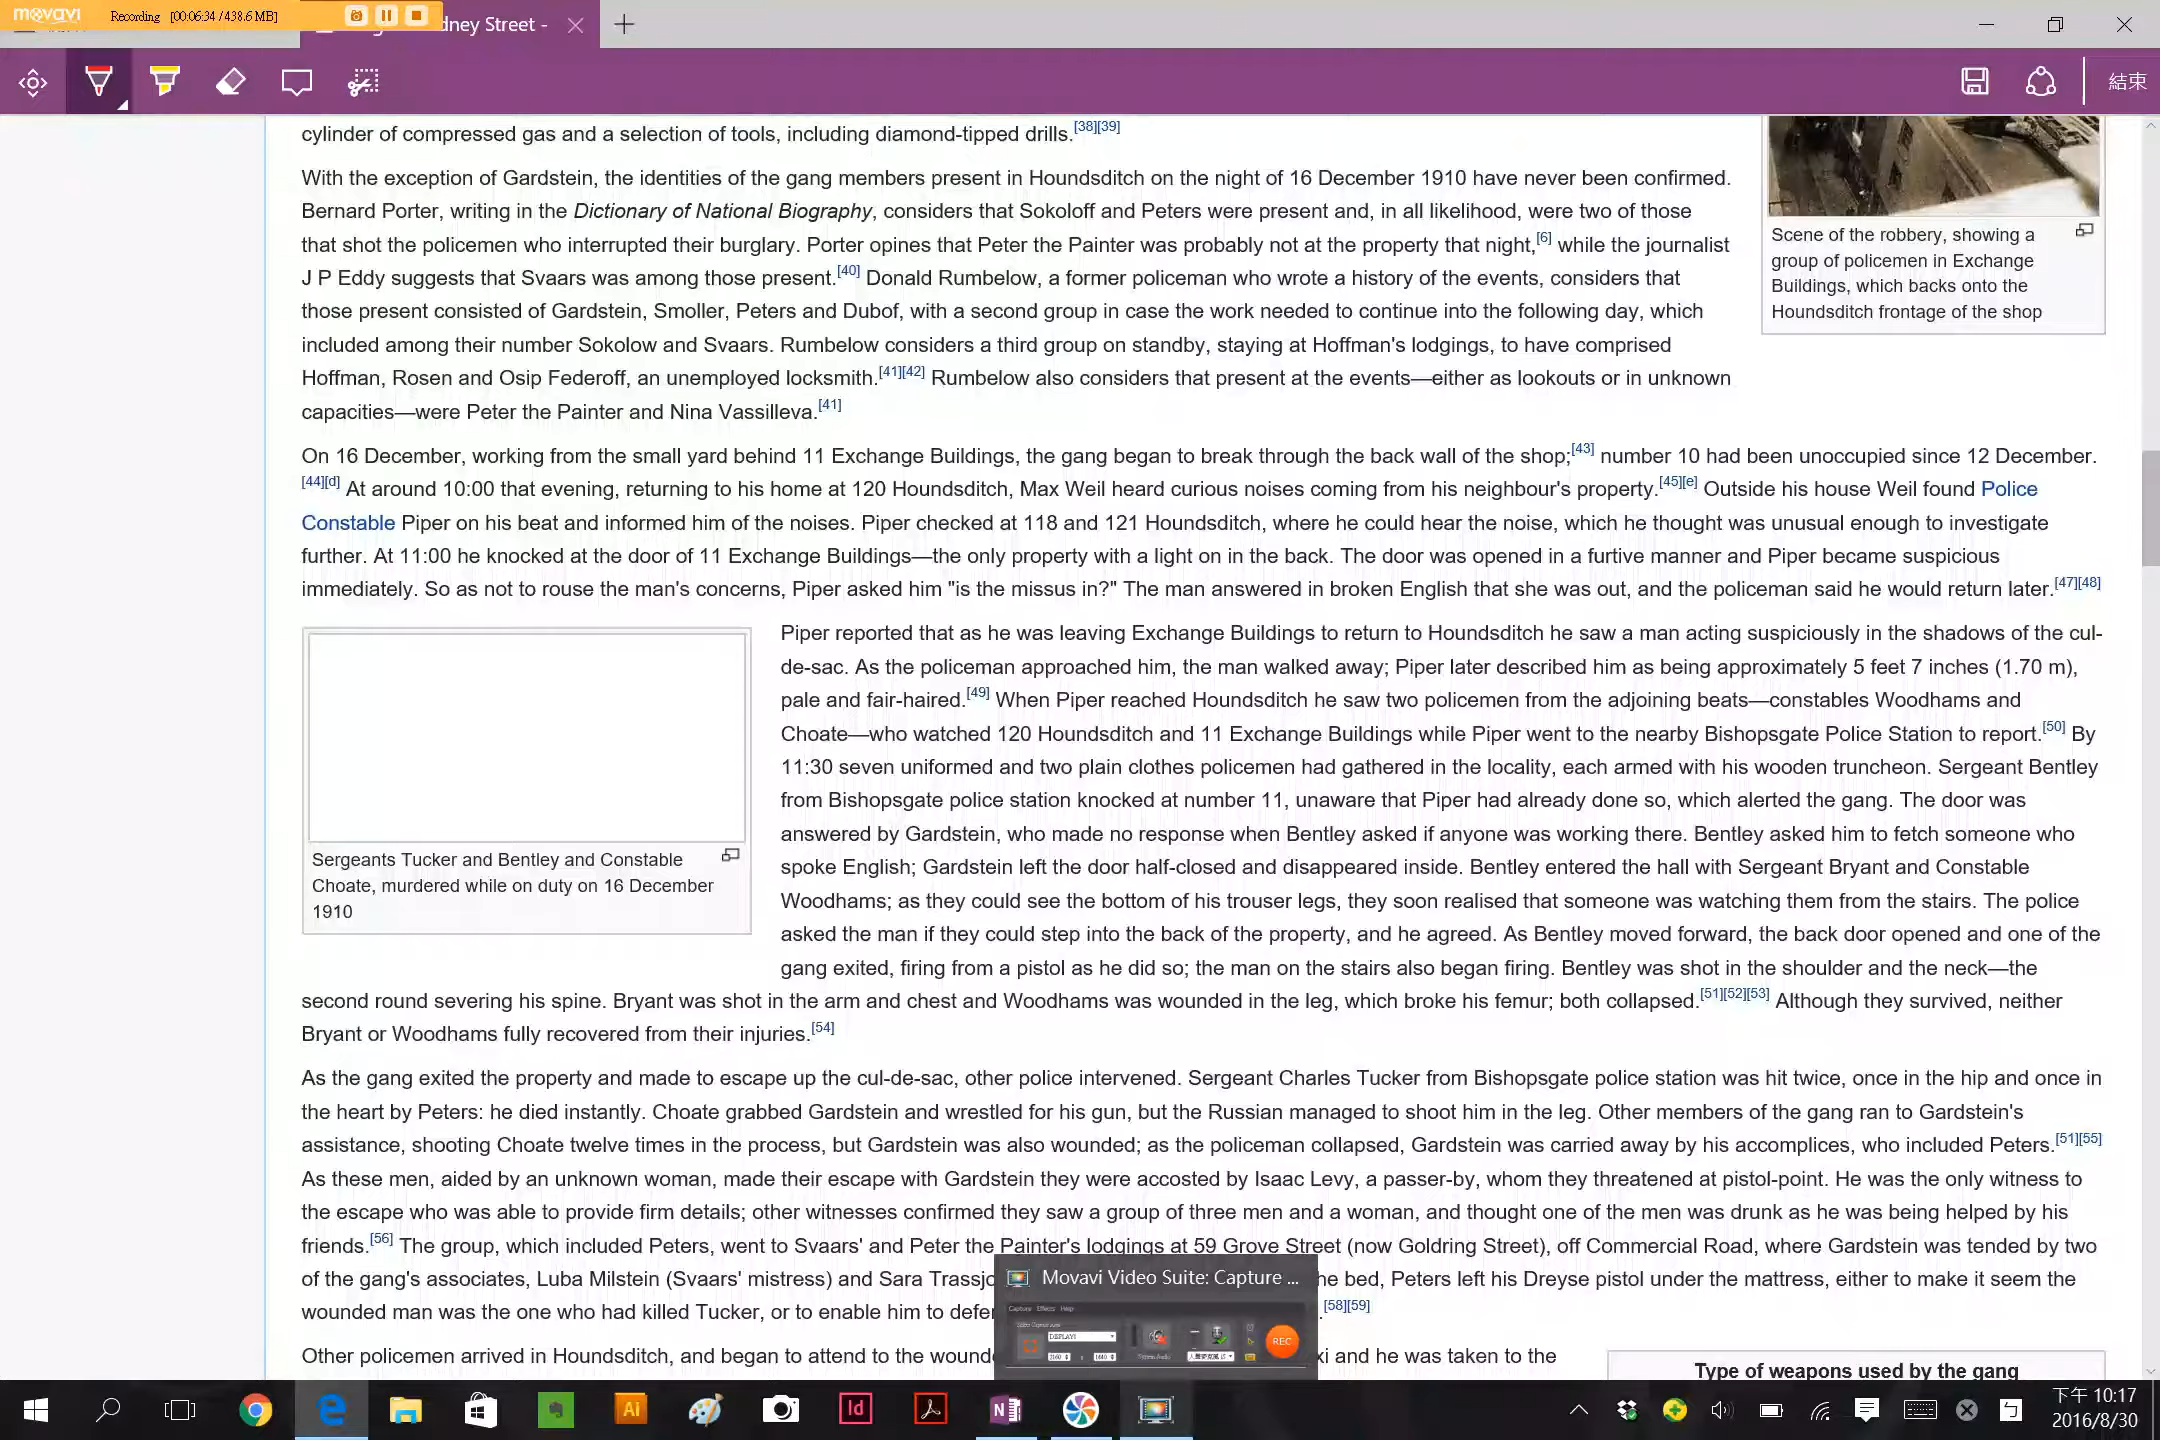 movavi
Recording [00:06:34 / 438.6 MB]
dney Street -
結束
cylinder of compressed gas and a selection of tools, including diamond-tipped drills.[38][39]
With the exception of Gardstein, the identities of the gang members present in Houndsditch on the night of 16 December 1910 have never been confirmed.
Bernard Porter, writing in the Dictionary of National Biography, considers that Sokoloff and Peters were present and, in all likelihood, were two of those
that shot the policemen who interrupted their burglary. Porter opines that Peter the Painter was probably not at the property that night,[6] while the journalist
J P Eddy suggests that Svaars was among those present.[40] Donald Rumbelow, a former policeman who wrote a history of the events, considers that
those present consisted of Gardstein, Smoller, Peters and Dubof, with a second group in case the work needed to continue into the following day, which
included among their number Sokolow and Svaars. Rumbelow considers a third group on standby, staying at Hoffman's lodgings, to have comprised
Hoffman, Rosen and Osip Federoff, an unemployed locksmith.[41][42] Rumbelow also considers that present at the events—either as lookouts or in unknown
capacities—were Peter the Painter and Nina Vassilleva.[41]
Scene of the robbery, showing a
group of policemen in Exchange
Buildings, which backs onto the
Houndsditch frontage of the shop
On 16 December, working from the small yard behind 11 Exchange Buildings, the gang began to break through the back wall of the shop;[43] number 10 had been unoccupied since 12 December.
[44][d] At around 10:00 that evening, returning to his home at 120 Houndsditch, Max Weil heard curious noises coming from his neighbour's property.[45][e] Outside his house Weil found Police
Constable Piper on his beat and informed him of the noises. Piper checked at 118 and 121 Houndsditch, where he could hear the noise, which he thought was unusual enough to investigate
further. At 11:00 he knocked at the door of 11 Exchange Buildings—the only property with a light on in the back. The door was opened in a furtive manner and Piper became suspicious
immediately. So as not to rouse the man's concerns, Piper asked him "is the missus in?" The man answered in broken English that she was out, and the policeman said he would return later.[47][48]
Piper reported that as he was leaving Exchange Buildings to return to Houndsditch he saw a man acting suspiciously in the shadows of the cul-
de-sac. As the policeman approached him, the man walked away; Piper later described him as being approximately 5 feet 7 inches (1.70 m),
pale and fair-haired.[49] When Piper reached Houndsditch he saw two policemen from the adjoining beats—constables Woodhams and
Choate—who watched 120 Houndsditch and 11 Exchange Buildings while Piper went to the nearby Bishopsgate Police Station to report.[50] By
11:30 seven uniformed and two plain clothes policemen had gathered in the locality, each armed with his wooden truncheon. Sergeant Bentley
from Bishopsgate police station knocked at number 11, unaware that Piper had already done so, which alerted the gang. The door was
answered by Gardstein, who made no response when Bentley asked if anyone was working there. Bentley asked him to fetch someone who
spoke English; Gardstein left the door half-closed and disappeared inside. Bentley entered the hall with Sergeant Bryant and Constable
Woodhams; as they could see the bottom of his trouser legs, they soon realised that someone was watching them from the stairs. The police
asked the man if they could step into the back of the property, and he agreed. As Bentley moved forward, the back door opened and one of the
gang exited, firing from a pistol as he did so; the man on the stairs also began firing. Bentley was shot in the shoulder and the neck—the
second round severing his spine. Bryant was shot in the arm and chest and Woodhams was wounded in the leg, which broke his femur; both collapsed.[51][52][53] Although they survived, neither
Bryant or Woodhams fully recovered from their injuries.[54]
Sergeants Tucker and Bentley and Constable
Choate, murdered while on duty on 16 December
1910
As the gang exited the property and made to escape up the cul-de-sac, other police intervened. Sergeant Charles Tucker from Bishopsgate police station was hit twice, once in the hip and once in
the heart by Peters: he died instantly. Choate grabbed Gardstein and wrestled for his gun, but the Russian managed to shoot him in the leg. Other members of the gang ran to Gardstein's
assistance, shooting Choate twelve times in the process, but Gardstein was also wounded; as the policeman collapsed, Gardstein was carried away by his accomplices, who included Peters.[51][55]
As these men, aided by an unknown woman, made their escape with Gardstein they were accosted by Isaac Levy, a passer-by, whom they threatened at pistol-point. He was the only witness to
the escape who was able to provide firm details; other witnesses confirmed they saw a group of three men and a woman, and thought one of the men was drunk as he was being helped by his
friends.[56] The group, which included Peters, went to Svaars' and Peter the Painter's lodgings at 59 Grove Street (now Goldring Street), off Commercial Road, where Gardstein was tended by two
of the gang's associates, Luba Milstein (Svaars' mistress) and Sara Trassjo he bed, Peters left his Dreyse pistol under the mattress, either to make it seem the
wounded man was the one who had killed Tucker, or to enable him to defe .[58][59]
Other policemen arrived in Houndsditch, and began to attend to the wound xi and he was taken to the
Type of weapons used by the gang
Movavi Video Suite: Capture ...
Capture Effects Help
DISPLAY1
REC
Ai
Id
N
下午 10:17
2016/8/30